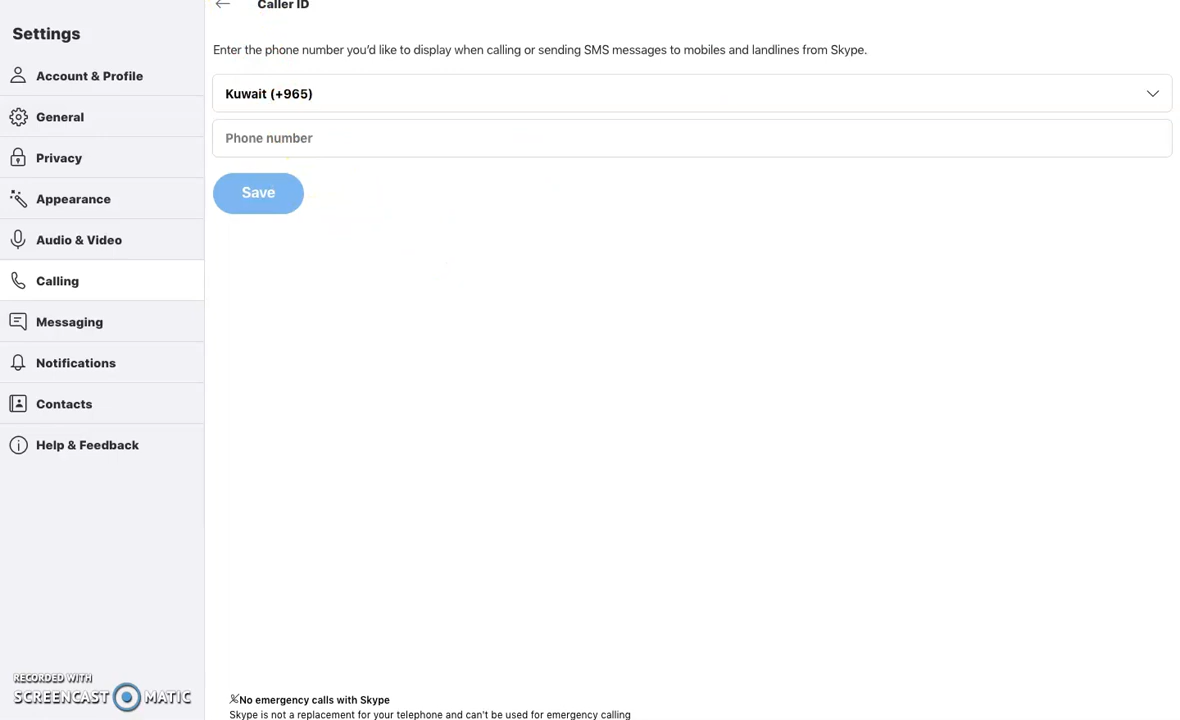 Caller ID
Settings
Enter the phone number you'd like to display when calling or sending SMS messages to mobiles and landlines from Skype.
Account & Profile
Kuwait (+965)
General
Phone number
Privacy
Save
Appearance
Audio & Video
Calling
Messaging
Notifications
Contacts
Help & Feedback
RECORDED WITH
SCREENCAST MATIC
No emergency calls with Skype
Skype is not a replacement for your telephone and can't be used for emergency calling